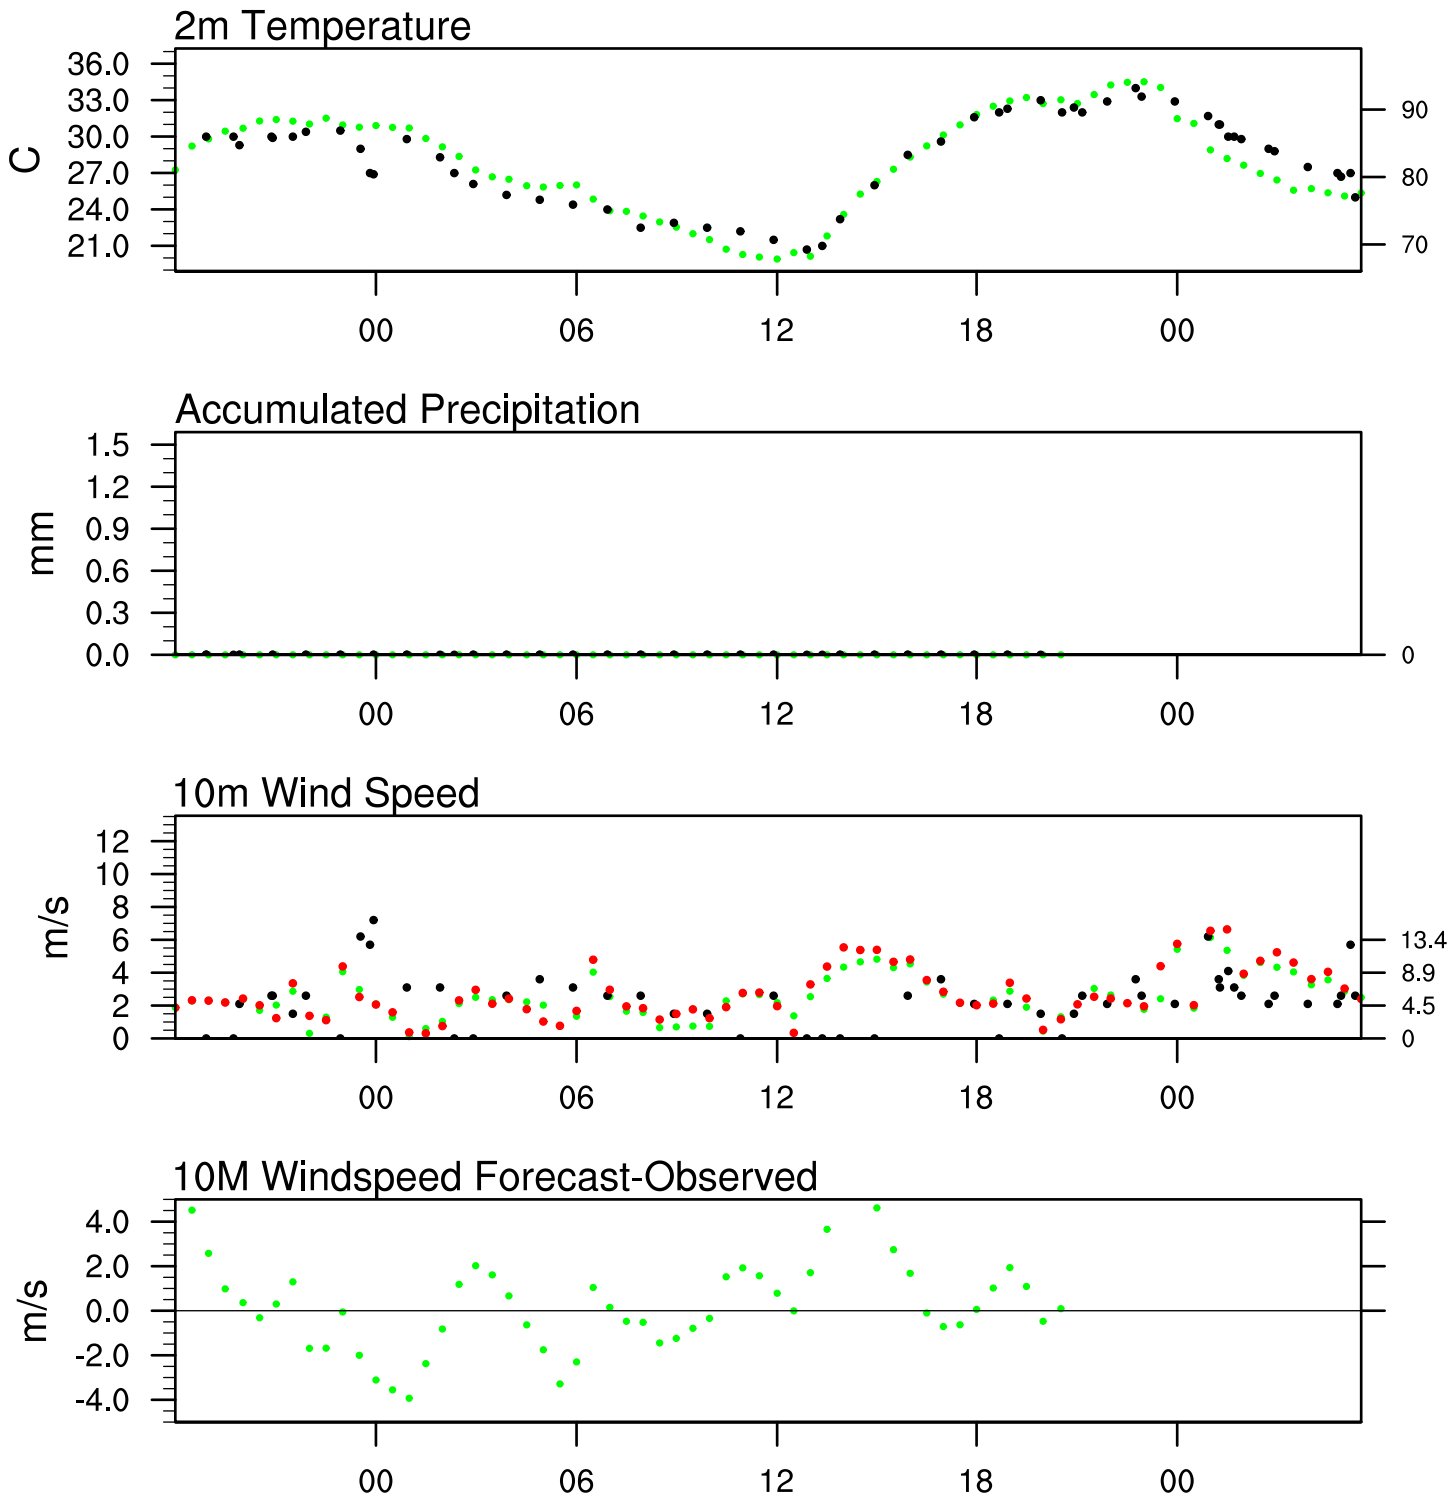 2m Temperature
36.0
33.0
30.0
27.0
24.0
21.0
C
90
80
70
00 06 12 18 00
Accumulated Precipitation
1.5
1.2
0.9
0.6
0.3
0.0
mm
0
00 06 12 18 00
10m Wind Speed
12
10
8
6
4
2
0
m/s
13.4
8.9
4.5
0
00 06 12 18 00
10M Windspeed Forecast-Observed
4.0
2.0
0.0
-2.0
-4.0
m/s
00 06 12 18 00